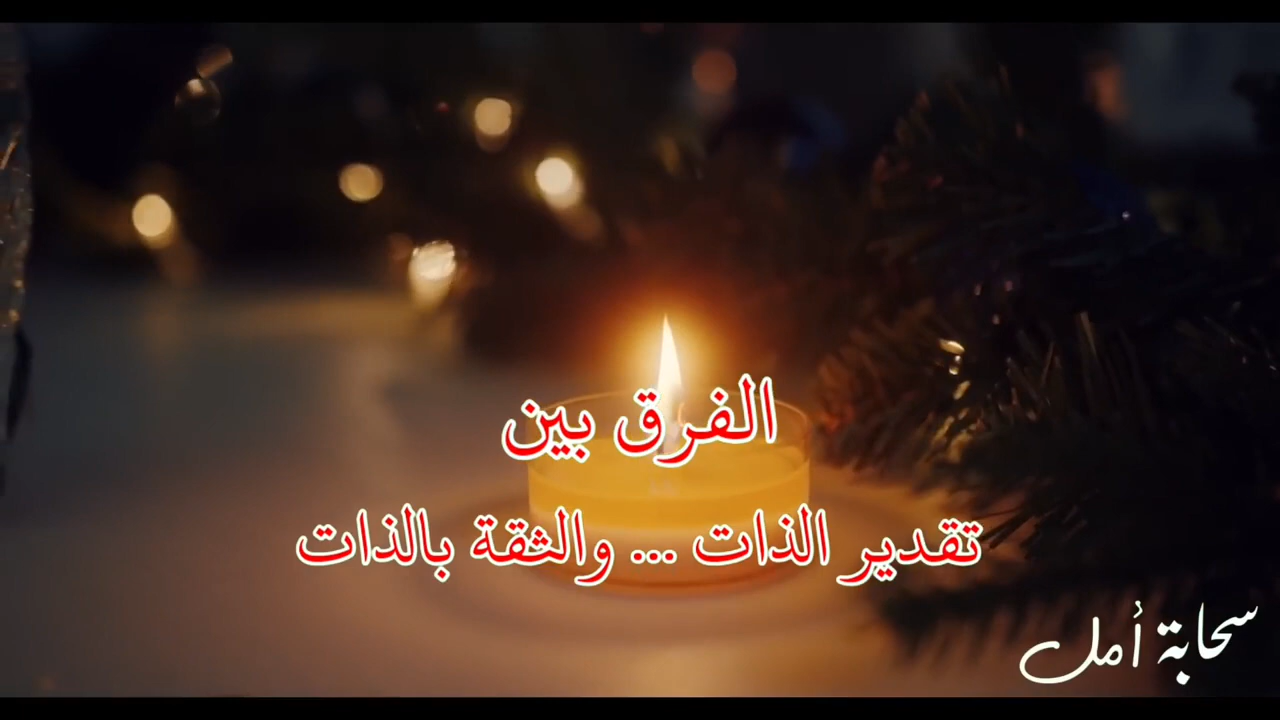 الفرق بين
تقدير الذات ... والثقة بالذات
سحابة أمل